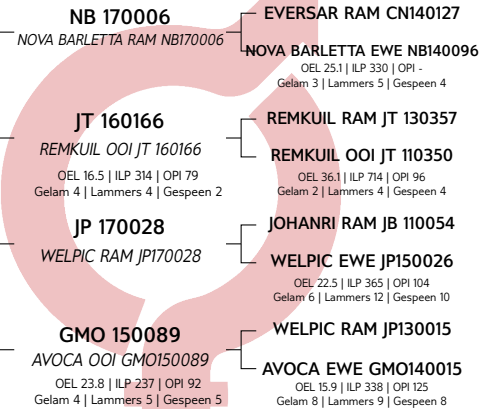 NB 170006
NOVA BARLETTA RAM NB170006
EVERSAR RAM CN140127
NOVA BARLETTA EWE NB140096
OEL 25.1 | ILP 330 | OPI -
Gelam 3 | Lammers 5 | Gespeen 4
JT 160166
REMKUIL OOI JT 160166
OEL 16.5 | ILP 314 | OPI 79
Gelam 4 | Lammers 4 | Gespeen 2
REMKUIL RAM JT 130357
REMKUIL OOI JT 110350
OEL 36.1 | ILP 714 | OPI 96
Gelam 2 | Lammers 4 | Gespeen 4
JP 170028
WELPIC RAM JP170028
JOHANRI RAM JB 110054
WELPIC EWE JP150026
OEL 22.5 | ILP 365 | OPI 104
Gelam 6 | Lammers 12 | Gespeen 10
GMO 150089
AVOCA OOI GMO150089
OEL 23.8 | ILP 237 | OPI 92
Gelam 4 | Lammers 5 | Gespeen 5
WELPIC RAM JP130015
AVOCA EWE GMO140015
OEL 15.9 | ILP 338 | OPI 125
Gelam 8 | Lammers 9 | Gespeen 8